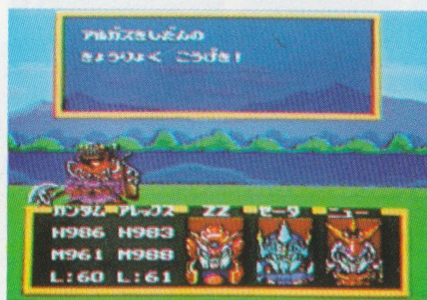 アルガスきしだんの
きょうりょく こうげき！
ガンダム アレックス ZZ ゼータ ニュー
H986 H983
M961 M988
L:60 L:61